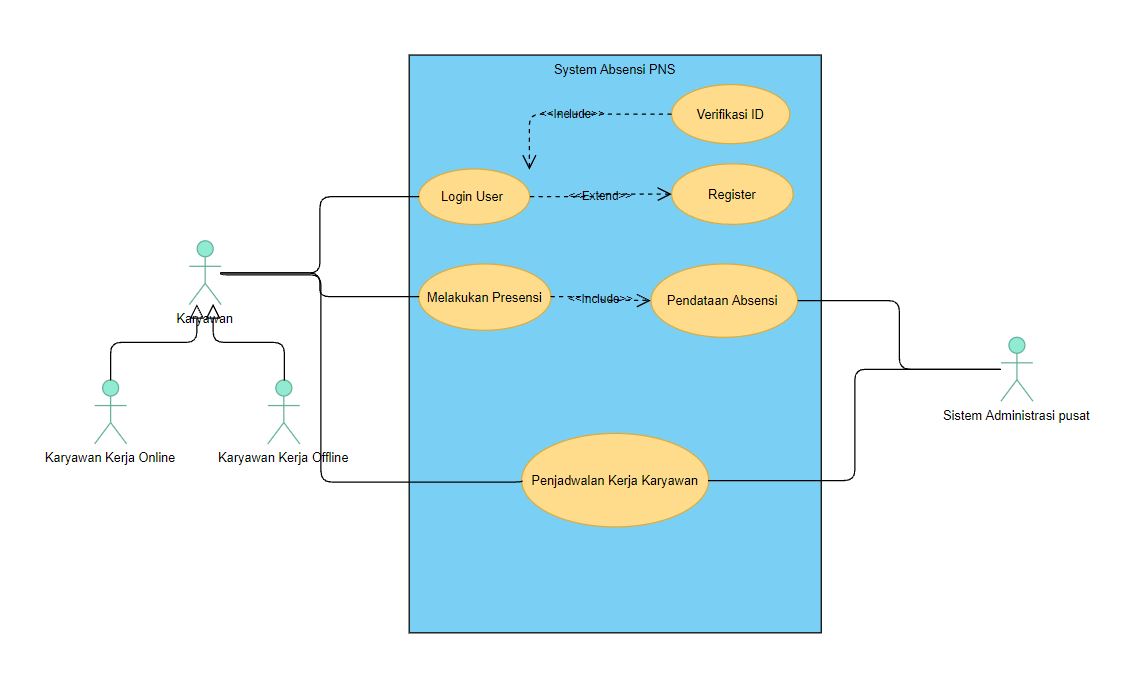 System Absensi PNS
<<Include>>
Verifikasi ID
Login User
<<Extend>>
Register
Karyawan
Melakukan Presensi
<<Include>>
Pendataan Absensi
Sistem Administrasi pusat
Karyawan Kerja Online
Karyawan Kerja Offline
Penjadwalan Kerja Karyawan